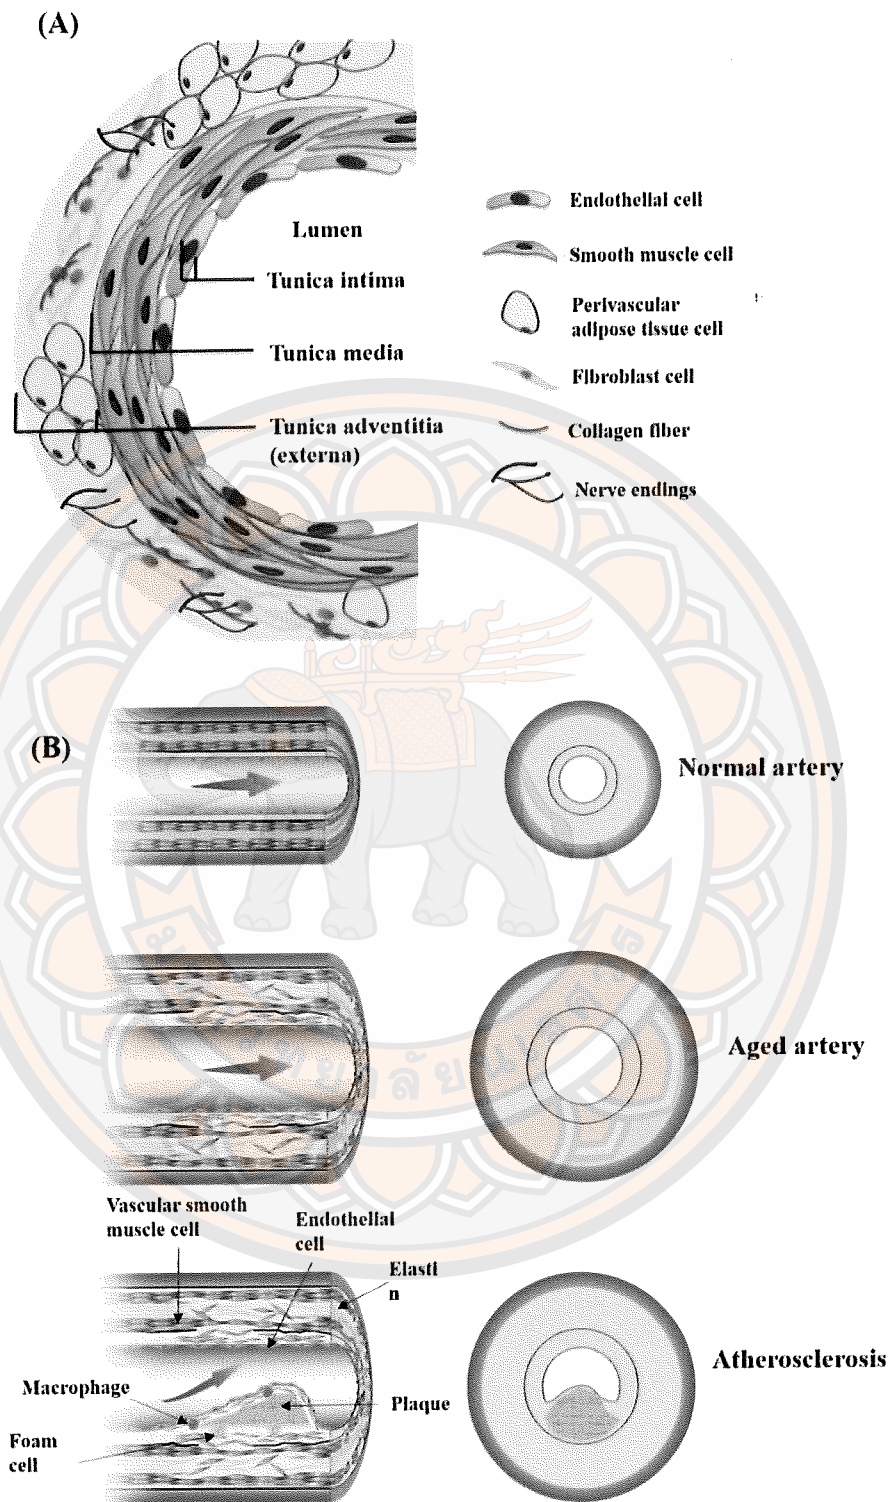 (A)
Lumen
Tunica intima
Tunica media
Tunica adventitia
(externa)
Endothelial cell
Smooth muscle cell
Perivascular
adipose tissue cell
Fibroblast cell
Collagen fiber
Nerve endings
(B)
Normal artery
Aged artery
Vascular smooth
muscle cell
Endothelial
cell
Elasti
n
Atherosclerosis
Macrophage
Plaque
Foam
cell